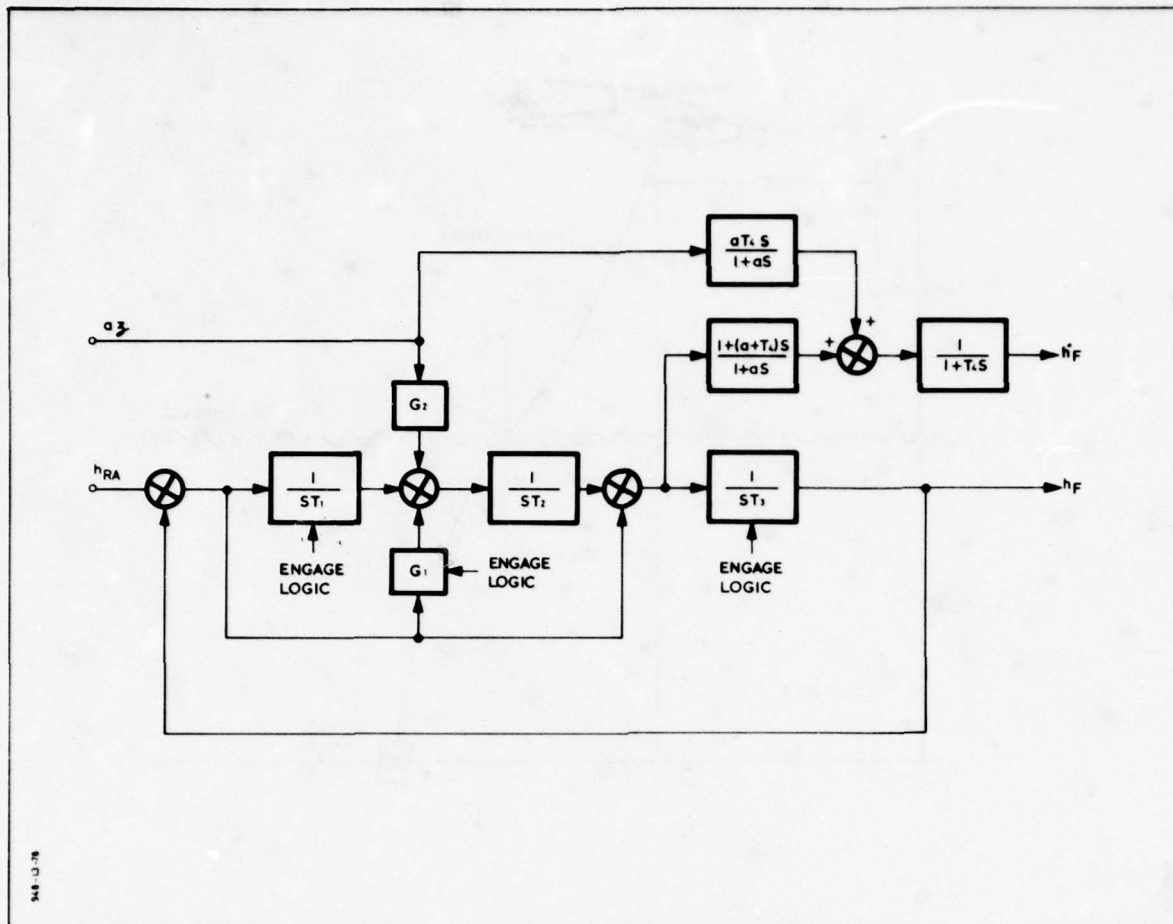 aT₄S
1+aS
a𝓏
1+(a+T₄)S
1+aS
+
+
1
1+T₄S
ḣF
G₂
hRA
1
ST₁
1
ST₂
1
ST₃
hF
ENGAGE
LOGIC
G₁
ENGAGE
LOGIC
ENGAGE
LOGIC